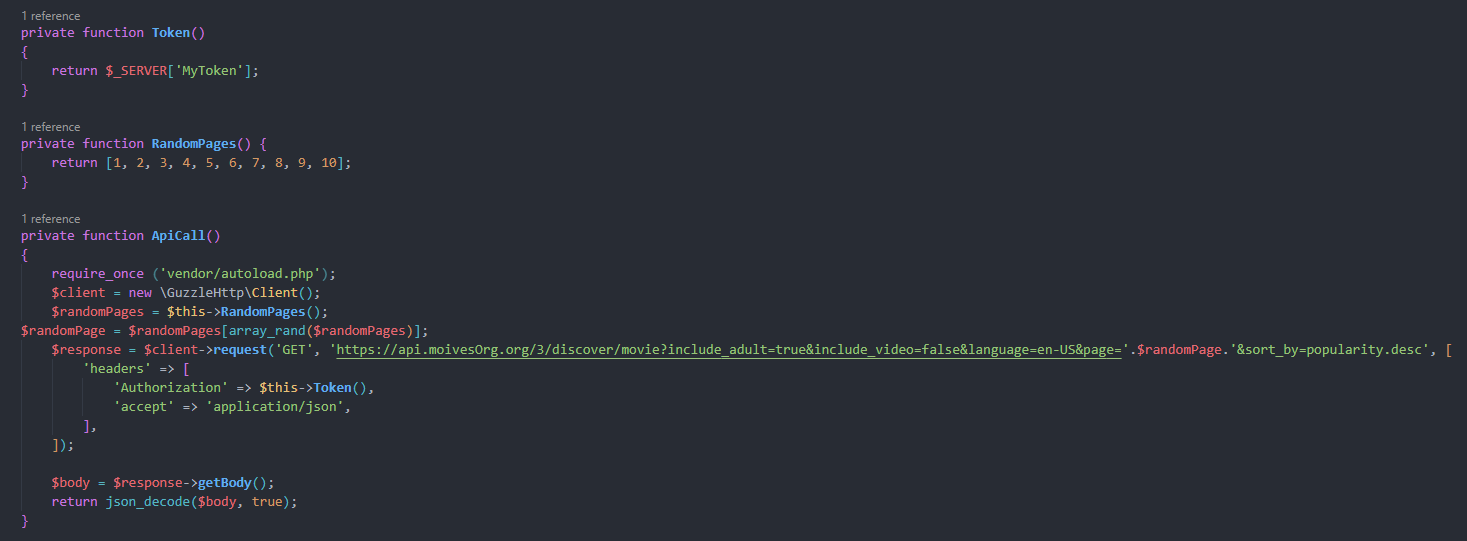 1 reference
private function Token()
{
    return $_SERVER['MyToken'];
}
1 reference
private function RandomPages() {
    return [1, 2, 3, 4, 5, 6, 7, 8, 9, 10];
}
1 reference
private function ApiCall()
{
    require_once ('vendor/autoload.php');
    $client = new \GuzzleHttp\Client();
    $randomPages = $this->RandomPages();
$randomPage = $randomPages[array_rand($randomPages)];
    $response = $client->request('GET', 'https://api.moivesOrg.org/3/discover/movie?include_adult=true&include_video=false&language=en-US&page='.$randomPage.'&sort_by=popularity.desc', [
        'headers' => [
            'Authorization' => $this->Token(),
            'accept' => 'application/json',
        ],
    ]);
    $body = $response->getBody();
    return json_decode($body, true);
}